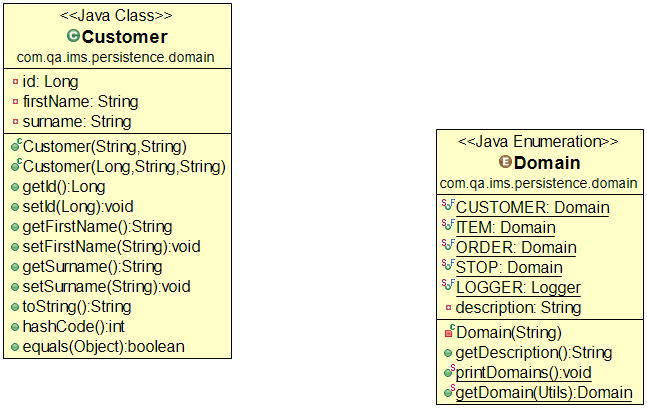 <<Java Class>>
Customer
com.qa.ims.persistence.domain
id: Long
firstName: String
surname: String
Customer(String,String)
Customer(Long,String,String)
getId():Long
setId(Long):void
getFirstName():String
setFirstName(String):void
getSurname():String
setSurname(String):void
toString():String
hashCode():int
equals(Object):boolean
<<Java Enumeration>>
Domain
com.qa.ims.persistence.domain
CUSTOMER: Domain
ITEM: Domain
ORDER: Domain
STOP: Domain
LOGGER: Logger
description: String
Domain(String)
getDescription():String
printDomains():void
getDomain(Utils):Domain